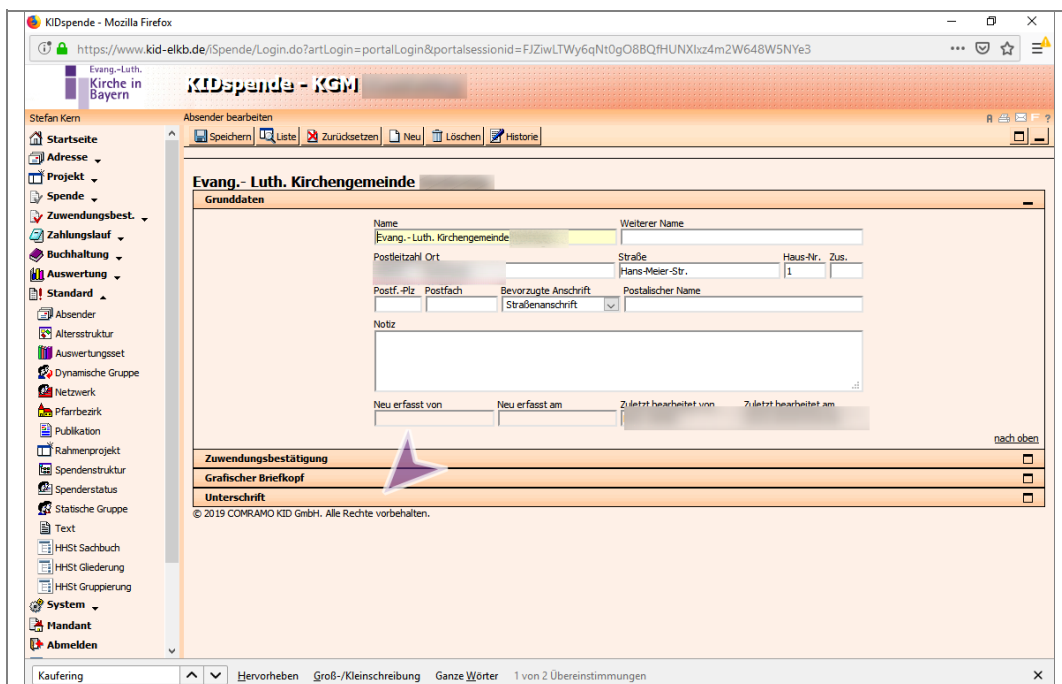 KIDspende - Mozilla Firefox
https://www.kid-elkb.de/iSpende/Login.do?artLogin=portalLogin&portalsessionid=FJZiwLTWy6qNt0gO8BQfHUNXIxz4m2W648W5NYe3
Evang.-Luth.
Kirche in
Bayern
KIDspende - KGM
Stefan Kern
Absender bearbeiten
Speichern Liste Zurücksetzen Neu Löschen Historie
Startseite
Adresse
Projekt
Spende
Zuwendungsbest.
Zahlungslauf
Buchhaltung
Auswertung
Standard
Absender
Altersstruktur
Auswertungsset
Dynamische Gruppe
Netzwerk
Pfarrbezirk
Publikation
Rahmenprojekt
Spendenstruktur
Spenderstatus
Statische Gruppe
Text
HHSt Sachbuch
HHSt Gliederung
HHSt Gruppierung
System
Mandant
Abmelden
Evang.- Luth. Kirchengemeinde
Grunddaten
Name Weiterer Name
Evang.- Luth. Kirchengemeinde
Postleitzahl Ort Straße Haus-Nr. Zus.
Hans-Meier-Str. 1
Postf.-Plz Postfach Bevorzugte Anschrift Postalischer Name
Straßenanschrift
Notiz
Neu erfasst von Neu erfasst am Zuletzt bearbeitet von Zuletzt bearbeitet am
nach oben
Zuwendungsbestätigung
Grafischer Briefkopf
Unterschrift
© 2019 COMRAMO KID GmbH. Alle Rechte vorbehalten.
Kaufering Hervorheben Groß-/Kleinschreibung Ganze Wörter 1 von 2 Übereinstimmungen